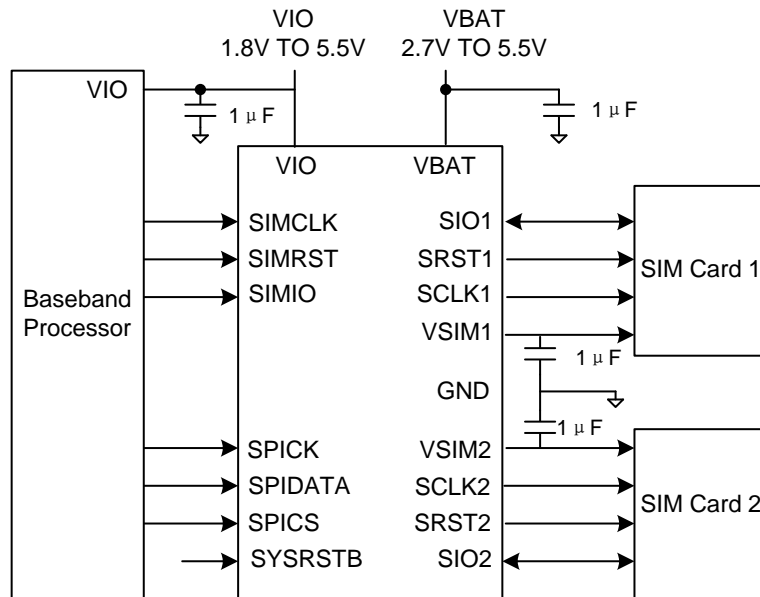 VIO
1.8V TO 5.5V
VBAT
2.7V TO 5.5V
VIO
1 μF
1 μF
VIO
VBAT
SIMCLK
SIMRST
SIMIO
Baseband
Processor
SIO1
SRST1
SCLK1
VSIM1
SIM Card 1
1 μF
GND
1 μF
SPICK
SPIDATA
SPICS
SYSRSTB
VSIM2
SCLK2
SRST2
SIO2
SIM Card 2